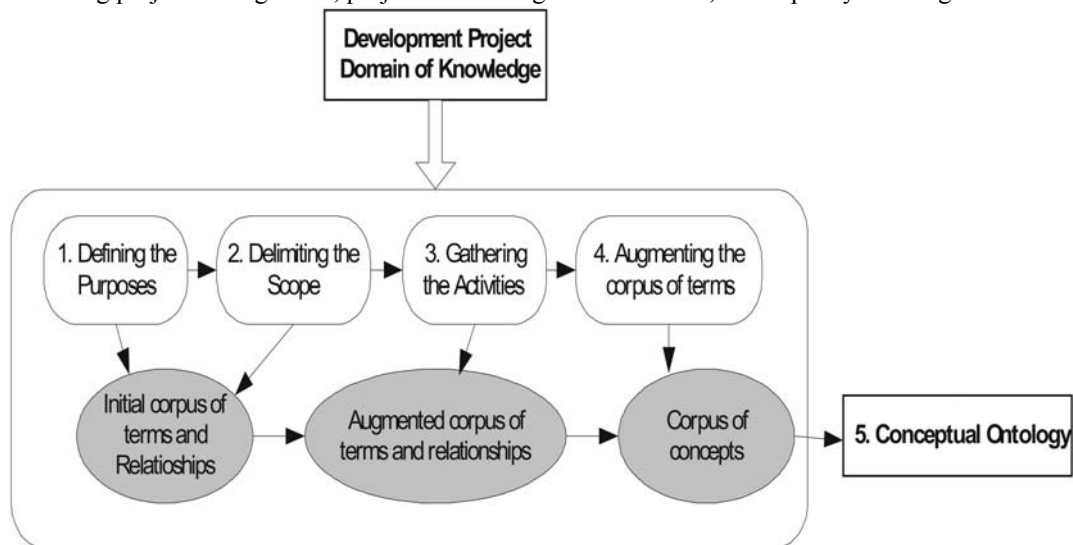 Development Project
Domain of Knowledge
1. Defining the
Purposes
2. Delimiting the
Scope
3. Gathering
the Activities
4. Augmenting the
corpus of terms
Initial corpus of
terms and
Relatioships
Augmented corpus of
terms and relationships
Corpus of
concepts
5. Conceptual Ontology